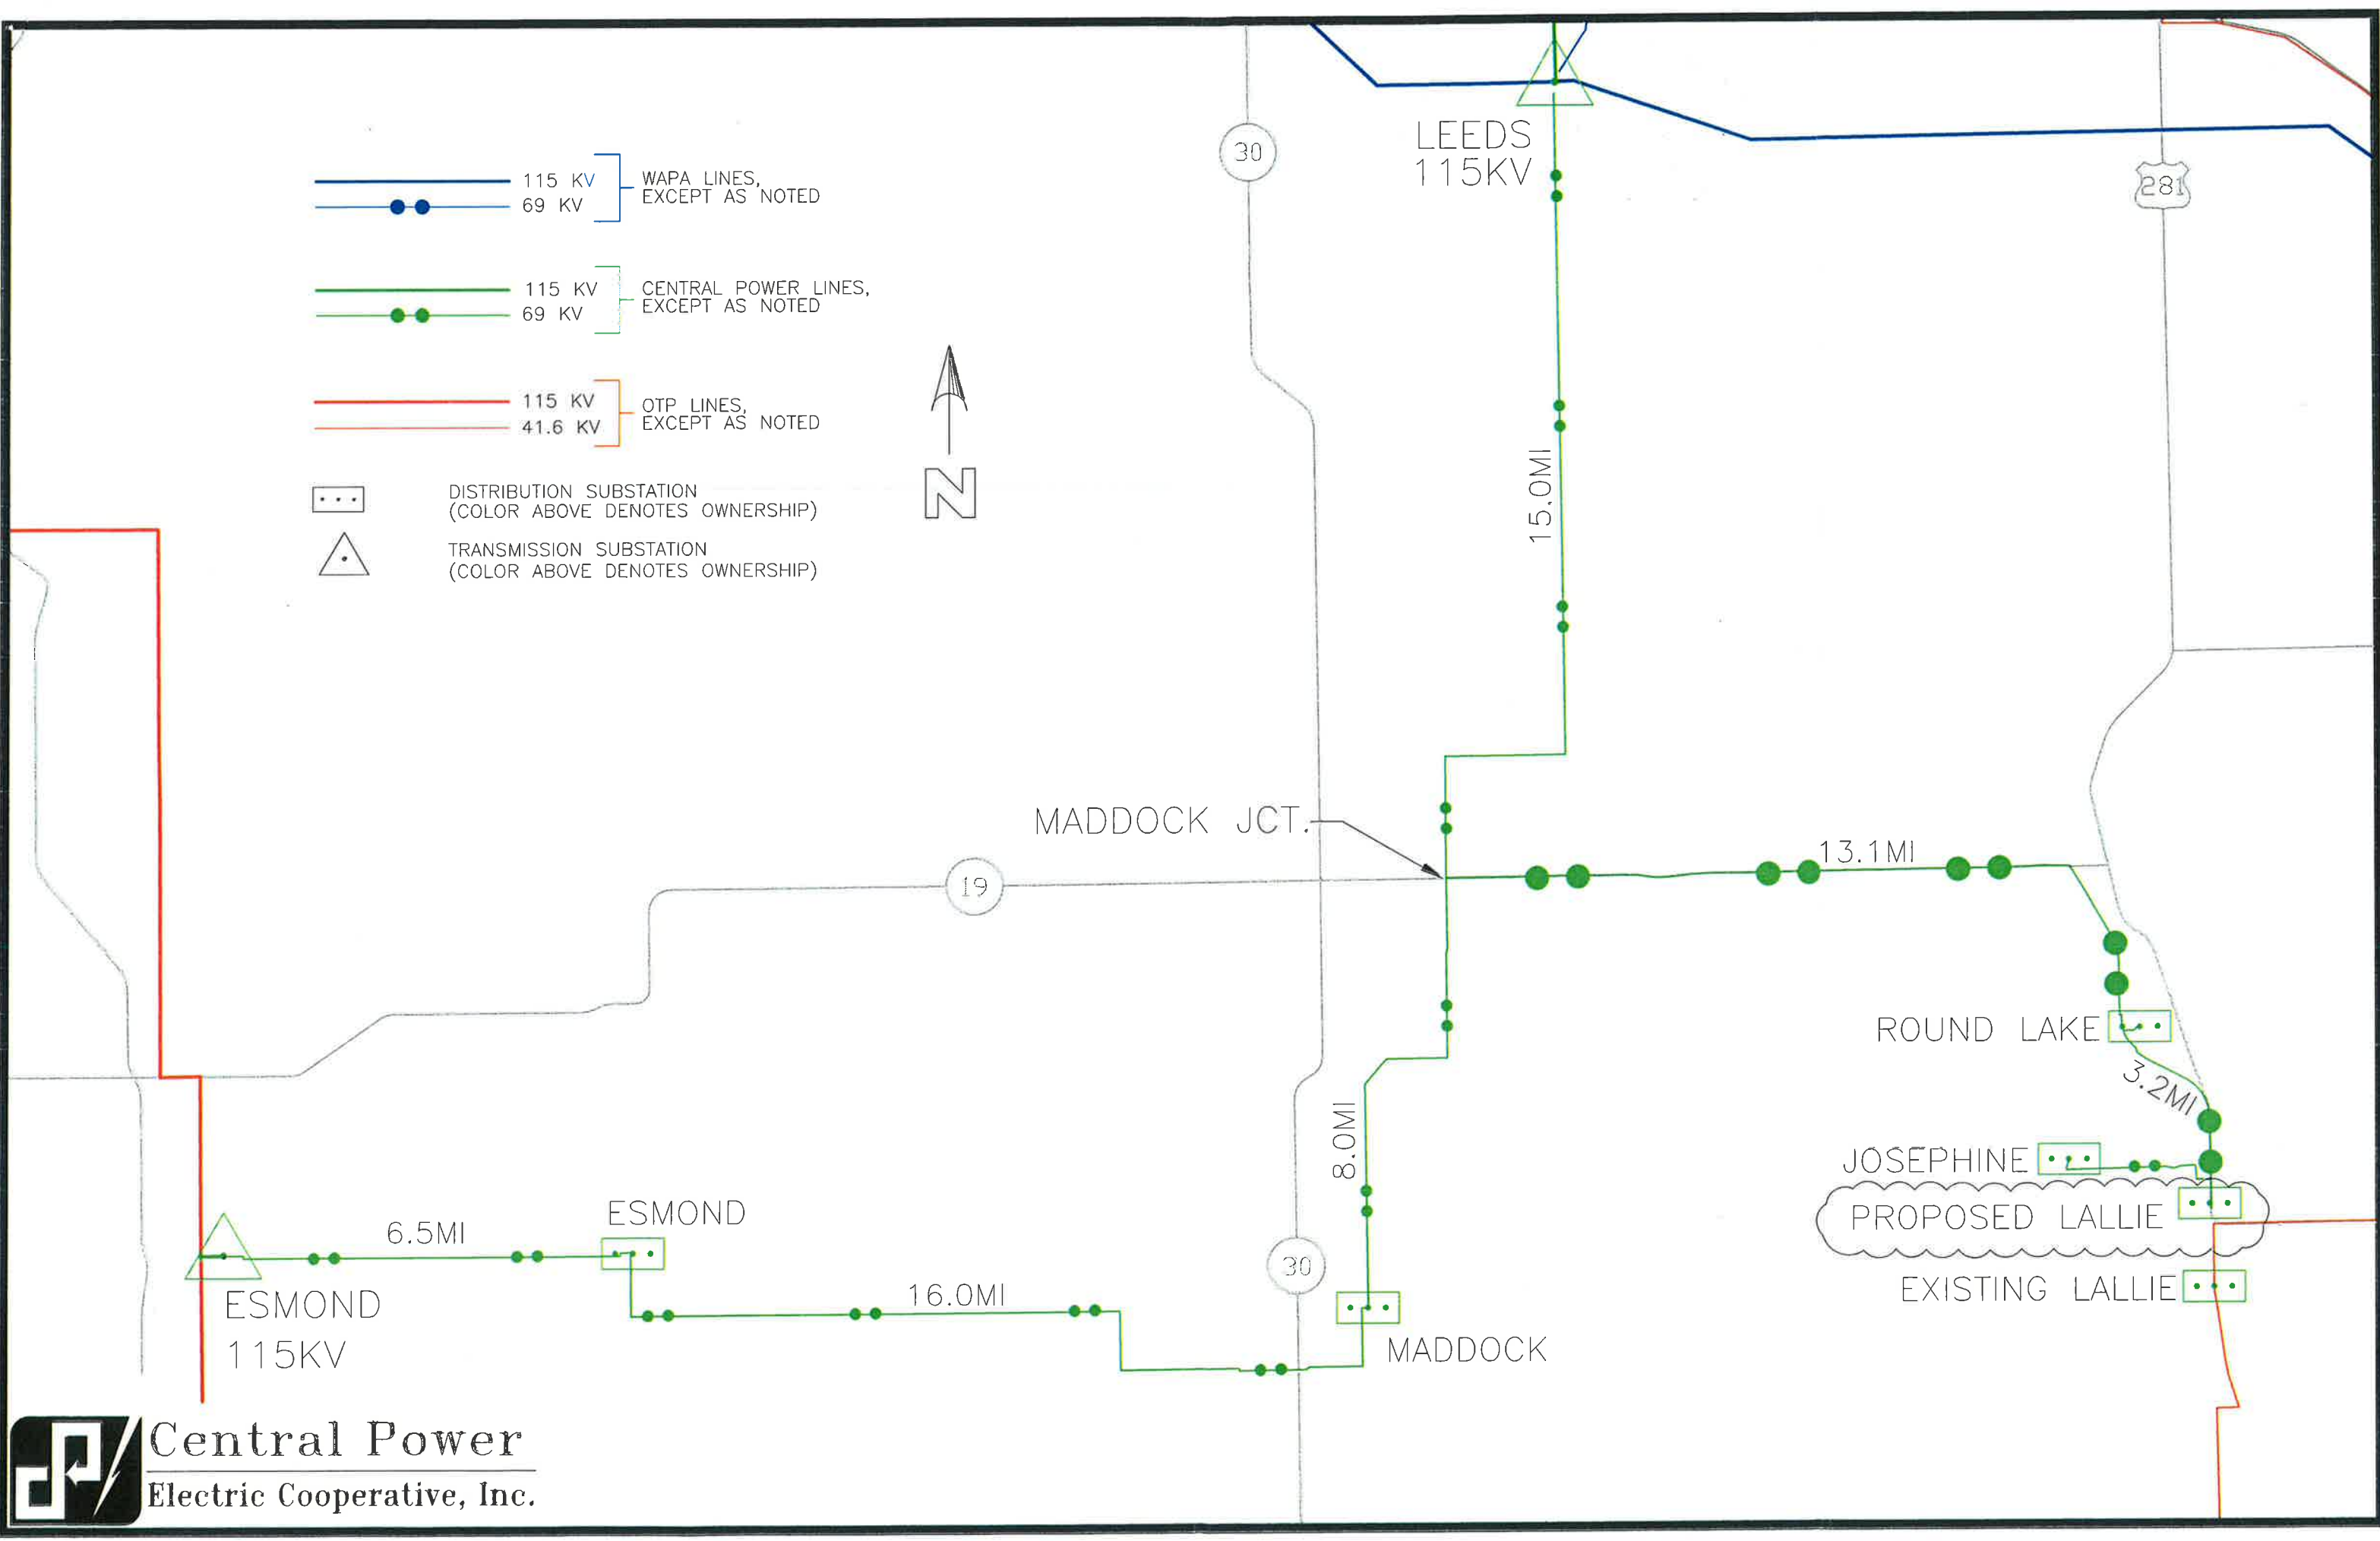 LEEDS
115KV
30
281
115 KV
69 KV
WAPA LINES,
EXCEPT AS NOTED
115 KV
69 KV
CENTRAL POWER LINES,
EXCEPT AS NOTED
115 KV
41.6 KV
OTP LINES,
EXCEPT AS NOTED
DISTRIBUTION SUBSTATION
(COLOR ABOVE DENOTES OWNERSHIP)
TRANSMISSION SUBSTATION
(COLOR ABOVE DENOTES OWNERSHIP)
N
15.0MI
MADDOCK JCT.
13.1MI
19
ROUND LAKE
3.2MI
8.0MI
JOSEPHINE
PROPOSED LALLIE
EXISTING LALLIE
6.5MI
ESMOND
16.0MI
30
ESMOND
115KV
MADDOCK
Central Power
Electric Cooperative, Inc.